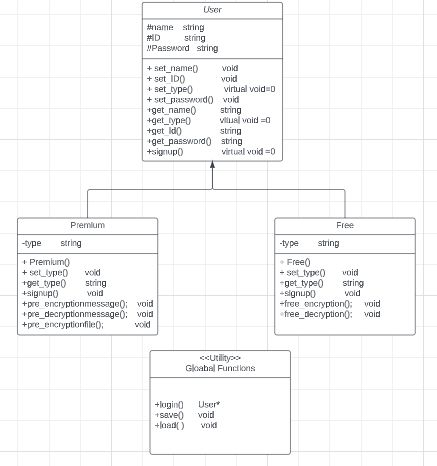 User
#name string
#ID string
#Password string
+ set_name() void
+ set_ID() void
+ set_type() virtual void=0
+ set_password() void
+get_name() string
+get_type() vitual void =0
+get_Id() string
+get_password() string
+signup() virtual void =0
Premium
-type string
+ Premium()
+ set_type() void
+get_type() string
+signup() void
+pre_encryptionmessage(); void
+pre_decryptionmessage(); void
+pre_encryptionfile(); void
Free
-type string
+ Free()
+ set_type() void
+get_type() string
+signup() void
+free_encryption(); void
+free_decryption(); void
<<Utility>>
Gloabal Functions
+login() User*
+save() void
+load( ) void